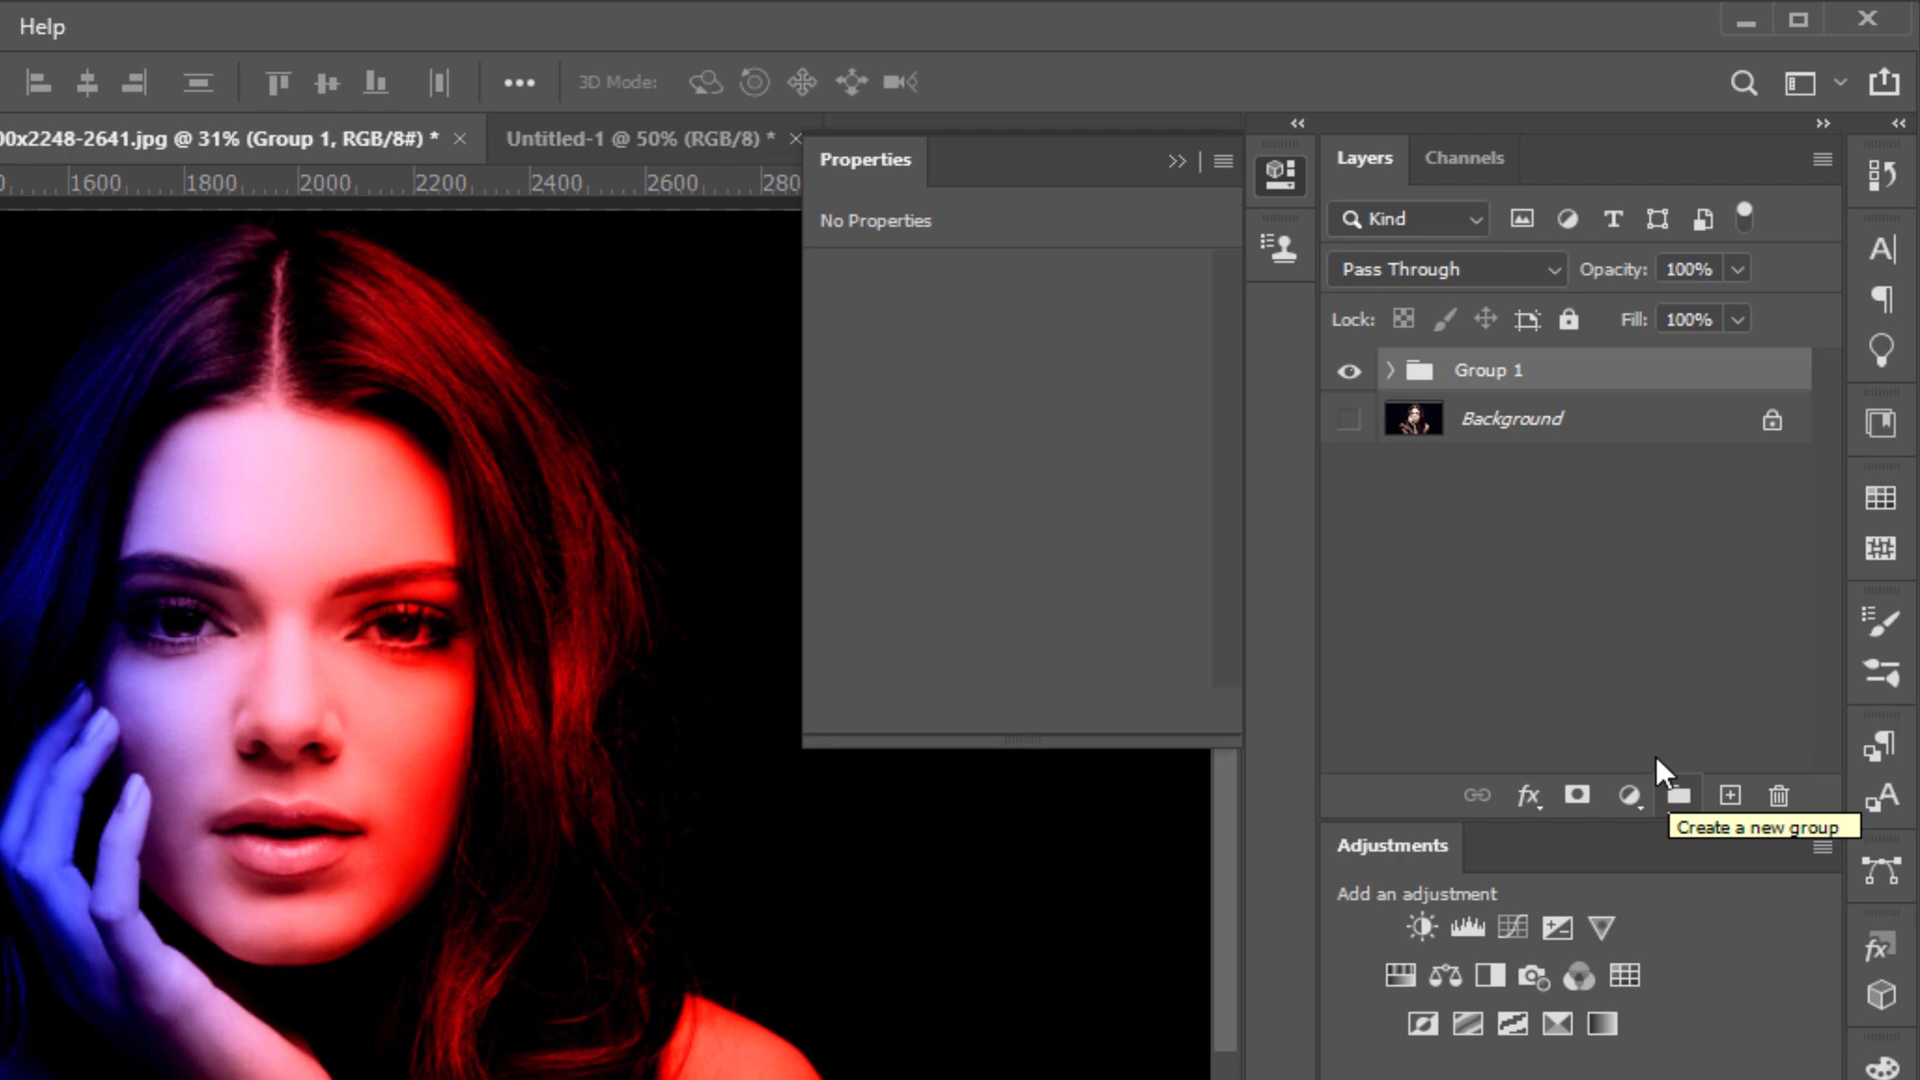 Help
3D Mode:
00x2248-2641.jpg @ 31% (Group 1, RGB/8#) *
Untitled-1 @ 50% (RGB/8) *
1600 1800 2000 2200 2400 2600 280
Properties
No Properties
Layers
Channels
Kind
Pass Through
Opacity: 100%
Lock:
Fill: 100%
Group 1
Background
fx
Create a new group
Adjustments
Add an adjustment